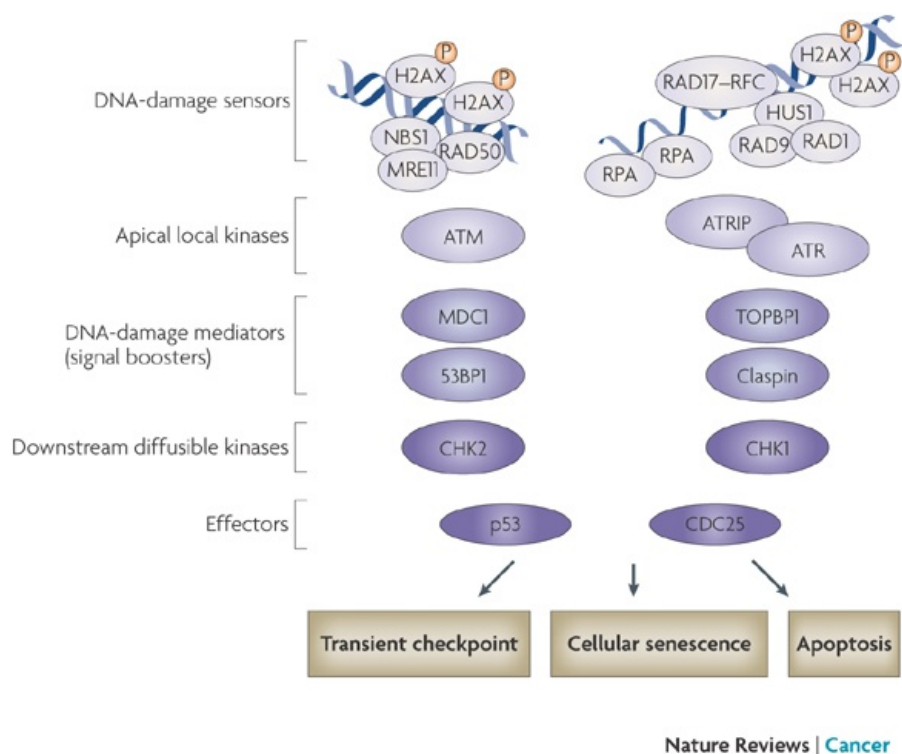 P
H2AX
P
H2AX
NBS1
RAD50
MRE11
P
H2AX
P
H2AX
RAD17–RFC
HUS1
RAD9
RAD1
RPA
RPA
DNA-damage sensors
Apical local kinases
ATM
ATRIP
ATR
DNA-damage mediators
(signal boosters)
MDC1
TOPBP1
53BP1
Claspin
Downstream diffusible kinases
CHK2
CHK1
Effectors
p53
CDC25
Transient checkpoint
Cellular senescence
Apoptosis
Nature Reviews | Cancer